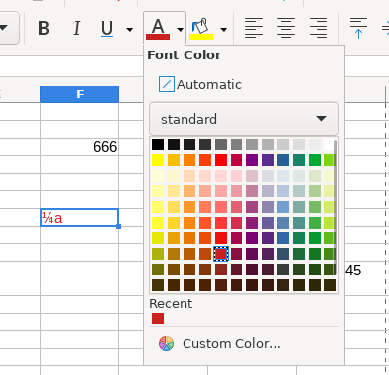 B I U A
Font Color
Automatic
standard
F
666
¼a
45
Recent
Custom Color...